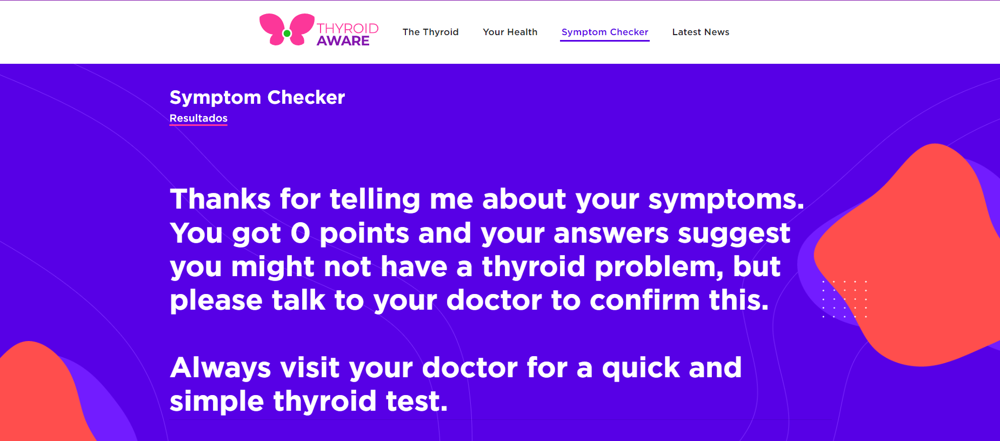 THYROID
AWARE
The Thyroid
Your Health
Symptom Checker
Latest News
Symptom Checker
Resultados
Thanks for telling me about your symptoms.
You got 0 points and your answers suggest
you might not have a thyroid problem, but
please talk to your doctor to confirm this.
Always visit your doctor for a quick and
simple thyroid test.